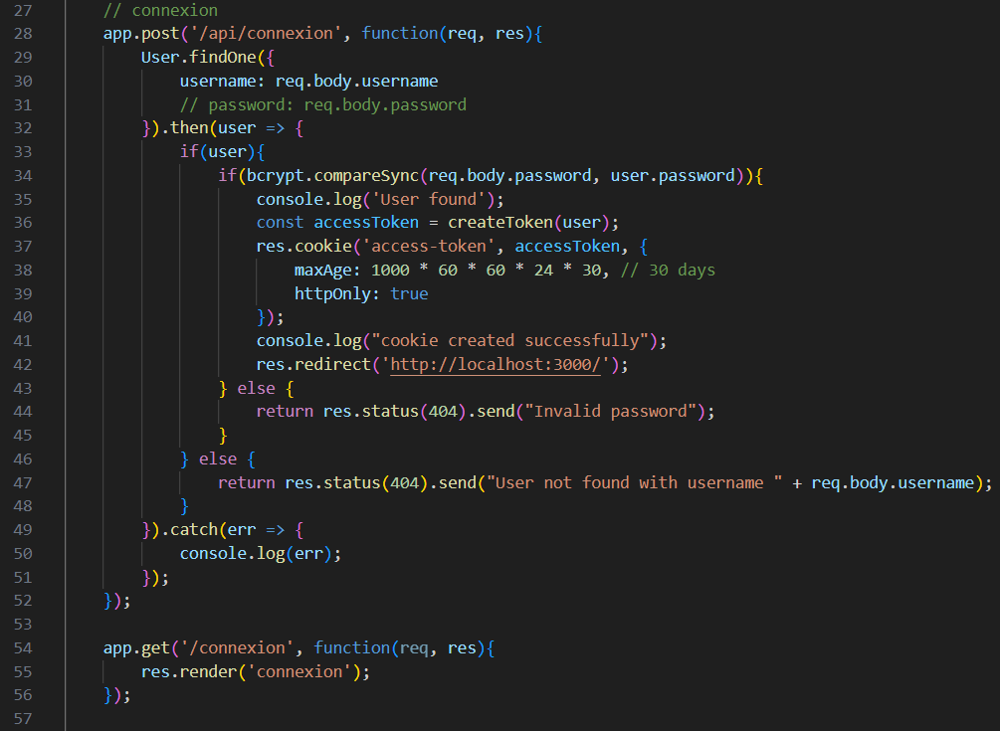 27 // connexion
28 app.post('/api/connexion', function(req, res){
29 User.findOne({
30 username: req.body.username
31 // password: req.body.password
32 }).then(user => {
33 if(user){
34 if(bcrypt.compareSync(req.body.password, user.password)){
35 console.log('User found');
36 const accessToken = createToken(user);
37 res.cookie('access-token', accessToken, {
38 maxAge: 1000 * 60 * 60 * 24 * 30, // 30 days
39 httpOnly: true
40 });
41 console.log("cookie created successfully");
42 res.redirect('http://localhost:3000/');
43 } else {
44 return res.status(404).send("Invalid password");
45 }
46 } else {
47 return res.status(404).send("User not found with username " + req.body.username);
48 }
49 }).catch(err => {
50 console.log(err);
51 });
52 });
53
54 app.get('/connexion', function(req, res){
55 res.render('connexion');
56 });
57